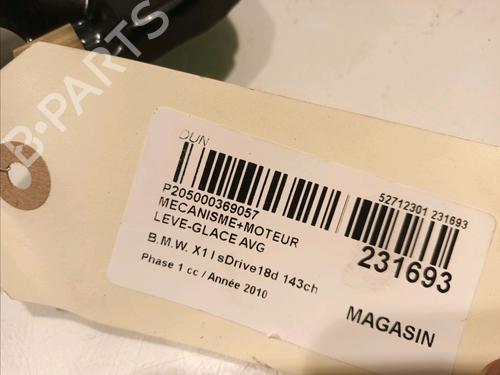 B-PARTS
DUN
P205000369057
MECANISME+MOTEUR
LEVE-GLACE AVG
B.M.W. X1 I sDrive18d 143ch
Phase 1 cc / Année 2010
52712301 231693
231693
MAGASIN